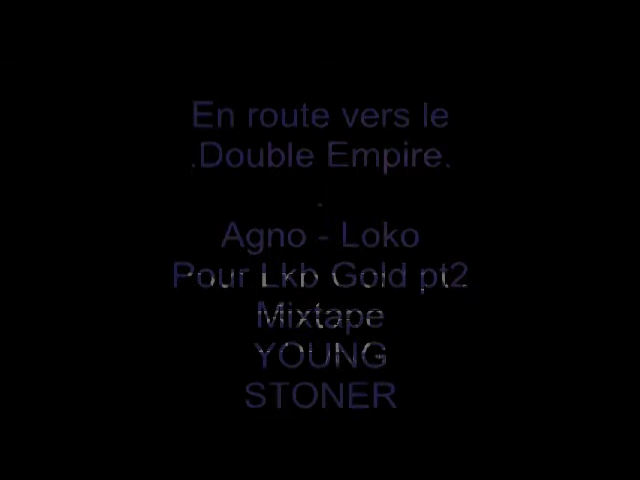 En route vers le
.Double Empire.
.
Agno - Loko
Pour Lkb Gold pt2
Mixtape
YOUNG
STONER